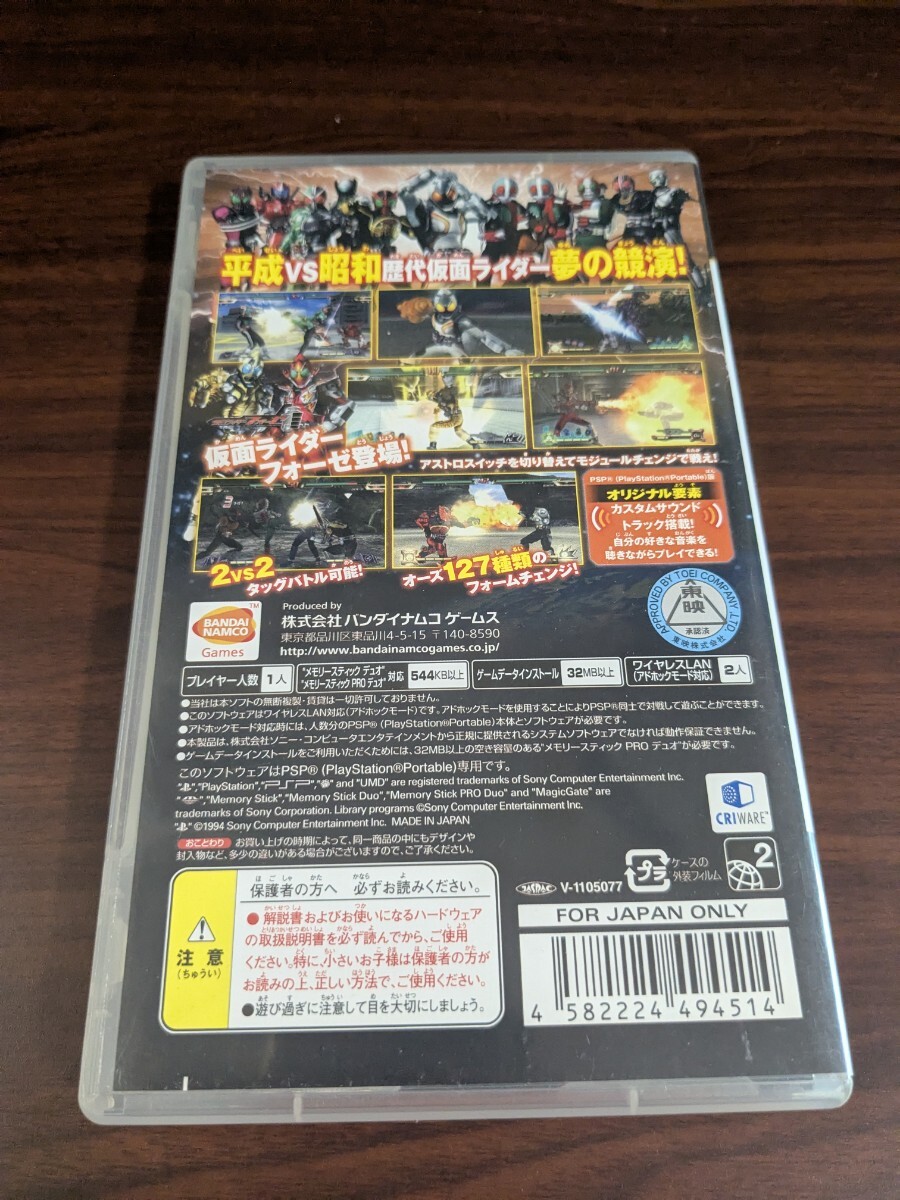 平成VS昭和歴代仮面ライダー夢の競演!
仮面ライダー
フォーゼ登場!
アストロスイッチを切り替えてモジュールチェンジで戦え!
2VS2
タッグバトル可能!
オーズ127種類の
フォームチェンジ!
PSP®(PlayStation®Portable)版
オリジナル要素
カスタムサウンド
トラック搭載!
自分の好きな音楽を
聴きながらプレイできる!
BANDAI
NAMCO
Games
TM
Produced by
株式会社 バンダイナムコ ゲームス
東京都品川区東品川4-5-15 〒140-8590
http://www.bandainamcogames.co.jp/
APPROVED BY TOEI COMPANY, LTD.
東映
承認済
東映株式会社
プレイヤー人数 1人
"メモリースティック デュオ"
"メモリースティック PRO デュオ" 対応 544KB以上
ゲームデータインストール 32MB以上
ワイヤレスLAN
(アドホックモード対応) 2人
●当社は本ソフトの無断複製・賃貸は一切許可しておりません。
●このソフトウェアはワイヤレスLAN対応(アドホックモード)です。アドホックモードを使用することによりPSP®同士で対戦して遊ぶことができます。
●アドホックモード対応時には、人数分のPSP®(PlayStation®Portable)本体とソフトウェアが必要です。
●本製品は、株式会社ソニー・コンピュータエンタテインメントから正規に提供されるシステムソフトウェアでなければ動作保証できません。
●ゲームデータインストールをご利用いただくためには、32MB以上の空き容量のある"メモリースティック PRO デュオ"が必要です。
このソフトウェアはPSP®(PlayStation®Portable)専用です。
"PlayStation", "PSP", and "UMD" are registered trademarks of Sony Computer Entertainment Inc.
"Memory Stick","Memory Stick Duo","Memory Stick PRO Duo" and "MagicGate" are
trademarks of Sony Corporation. Library programs ©Sony Computer Entertainment Inc.
©1994 Sony Computer Entertainment Inc. MADE IN JAPAN
おことわり お買い上げの時期によって、同一商品の中にもデザインや
封入物など、多少の違いがある場合がございますので、ご了承ください。
CRIWARE™
注意
(ちゅうい)
保護者の方へ 必ずお読みください。
●解説書およびお使いになるハードウェア
の取扱説明書を必ず読んでから、ご使用
ください。特に、小さいお子様は保護者の方が
お読みの上、正しい方法で、ご使用ください。
●遊び過ぎに注意して目を大切にしましょう。
プラ
ケースの
外装フィルム
2
JASRAC V-1105077
FOR JAPAN ONLY
4 582224 494514